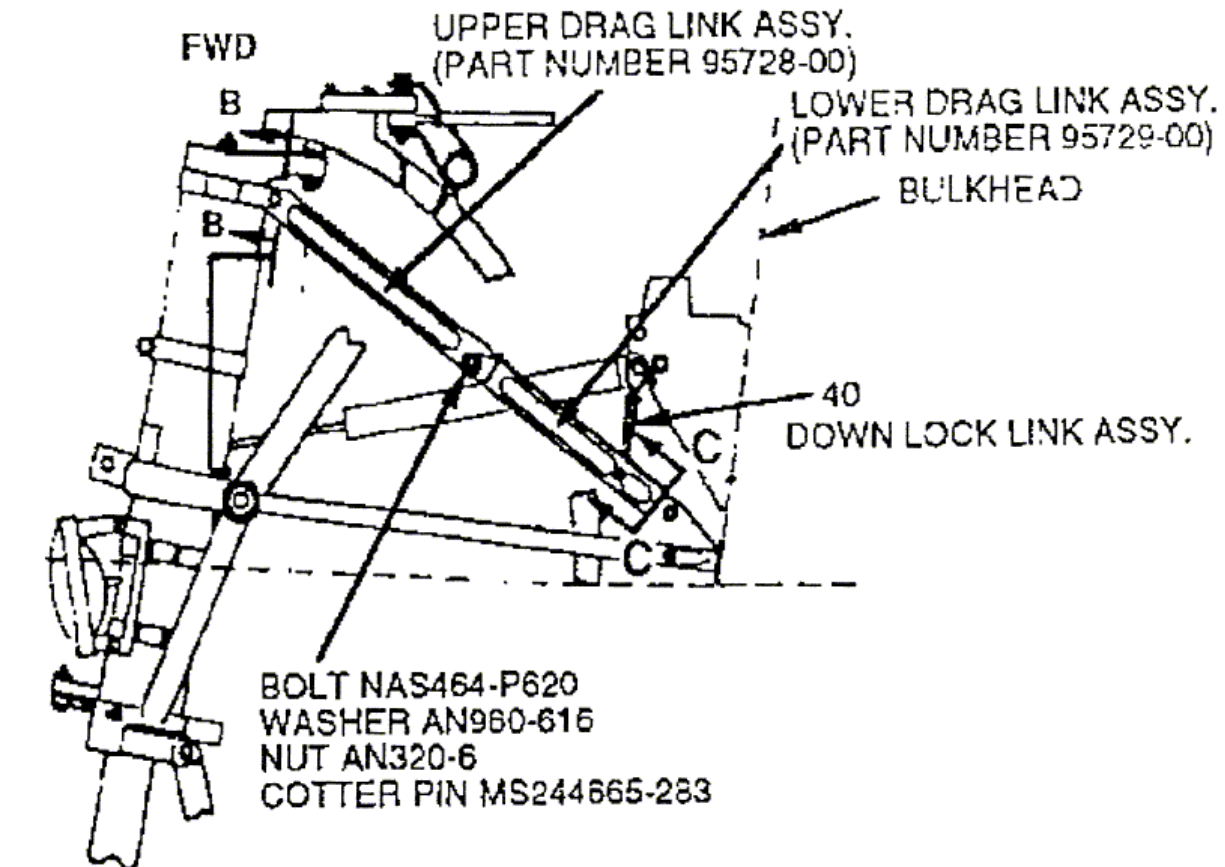 FWD
UPPER DRAG LINK ASSY.
(PART NUMBER 95728-00)
B
LOWER DRAG LINK ASSY.
(PART NUMBER 95729-00)
BULKHEAD
B
40
DOWN LOCK LINK ASSY.
C
C
BOLT NAS464-P620
WASHER AN960-616
NUT AN320-6
COTTER PIN MS244665-283